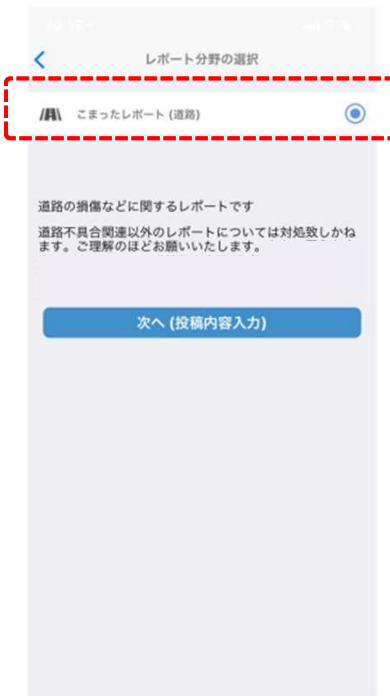 レポート分野の選択
こまったレポート (道路)
道路の損傷などに関するレポートです
道路不具合関連以外のレポートについては対処致しかね
ます。ご理解のほどお願いいたします。
次へ (投稿内容入力)